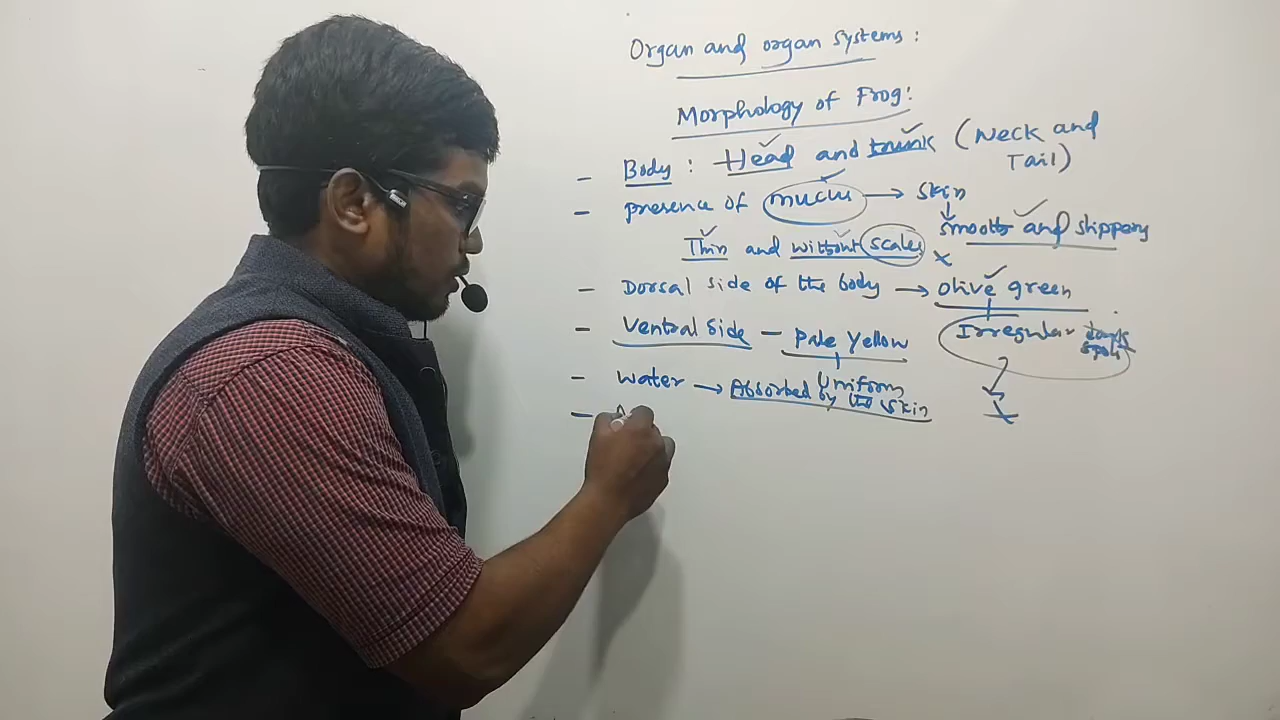 Organ and organ systems :
Morphology of Frog :
- Body : Head and trunk (Neck and Tail)
- presence of mucus → skin
↓
smooth and slippery
Thin and without scales ×
- Dorsal side of the body → olive green
Irregular dark spots
- Ventral side - pale yellow
Uniform
- water → Absorbed by the skin
-